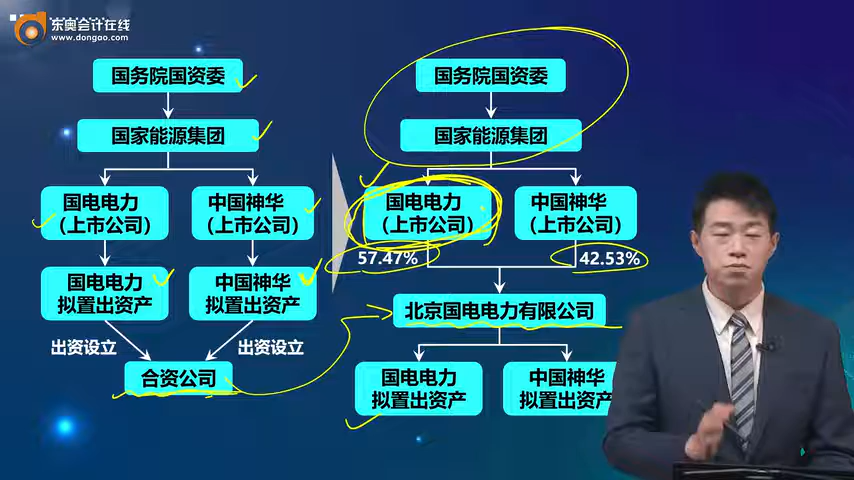 东奥会计在线
www.dongao.com
国务院国资委
国家能源集团
国电电力
（上市公司）
中国神华
（上市公司）
国电电力
拟置出资产
中国神华
拟置出资产
出资设立
出资设立
合资公司
国务院国资委
国家能源集团
国电电力
（上市公司）
中国神华
（上市公司）
57.47%
42.53%
北京国电电力有限公司
国电电力
拟置出资产
中国神华
拟置出资产